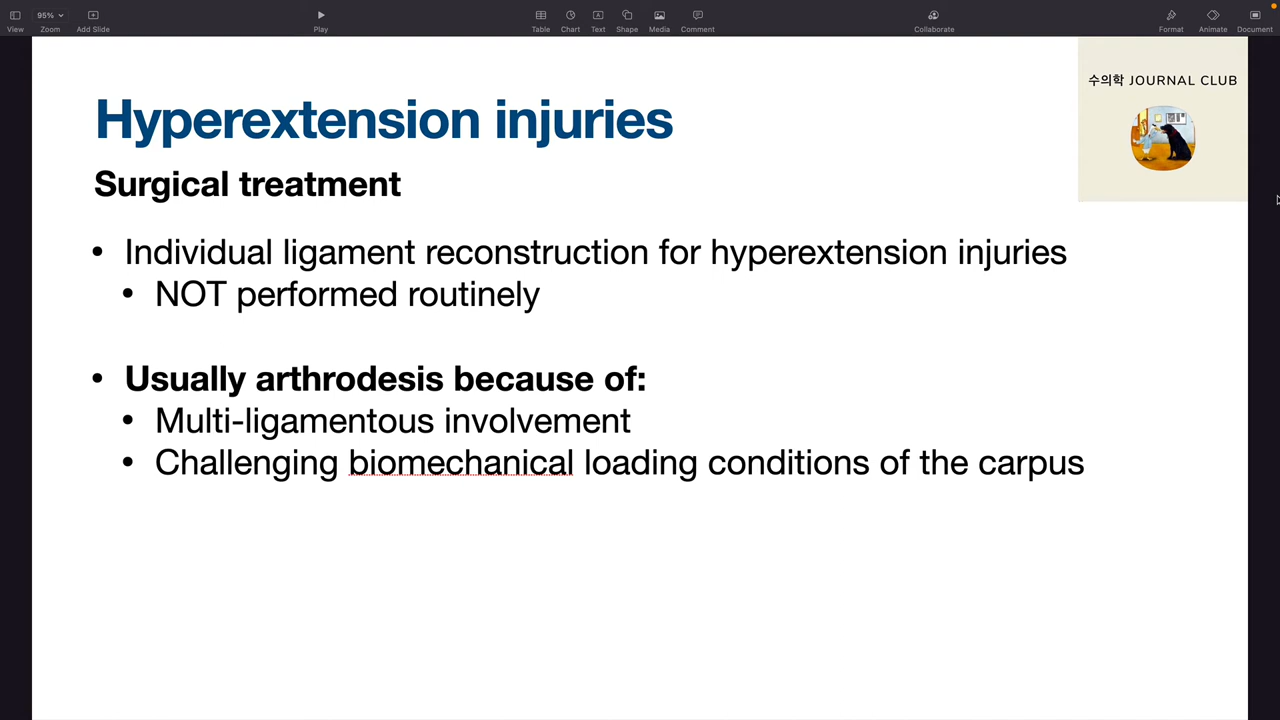 95%
View
Zoom
Add Slide
Play
Table
Chart
Text
Shape
Media
Comment
Collaborate
Format
Animate
Document
수의학 JOURNAL CLUB
Hyperextension injuries
Surgical treatment
• Individual ligament reconstruction for hyperextension injuries
• NOT performed routinely
• Usually arthrodesis because of:
• Multi-ligamentous involvement
• Challenging biomechanical loading conditions of the carpus